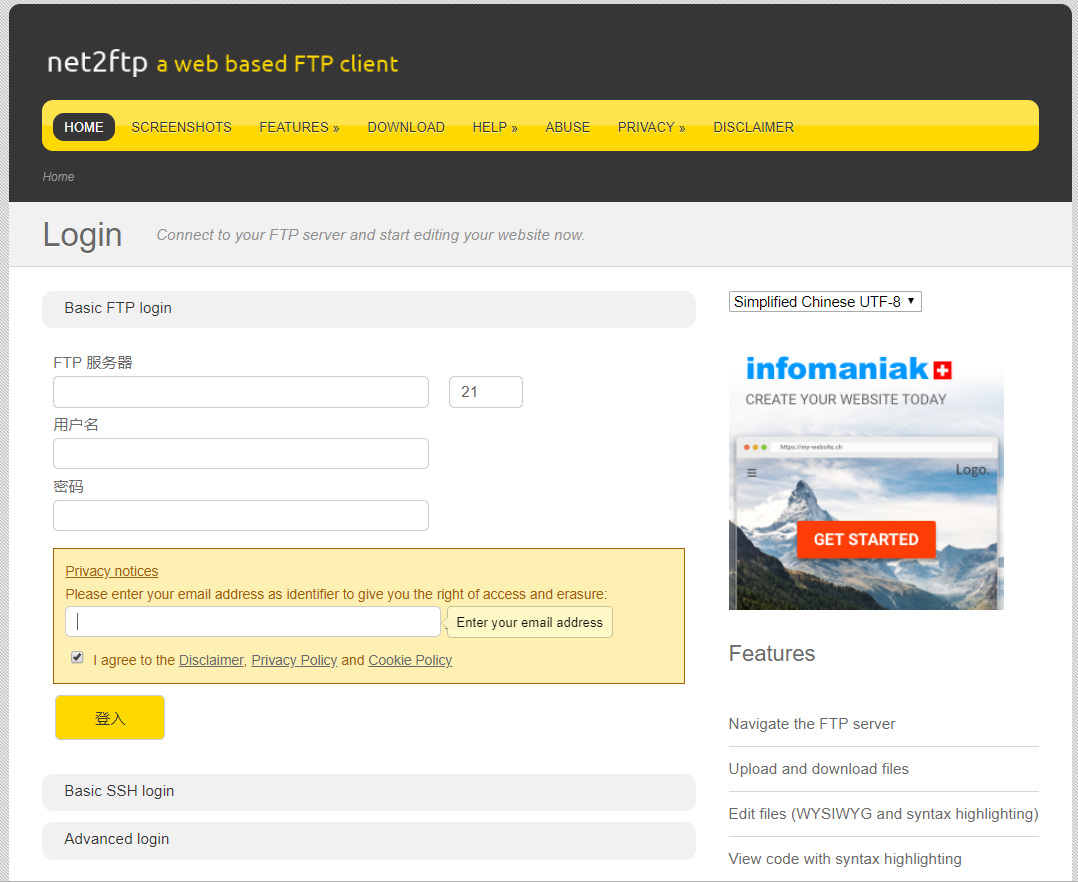 net2ftp a web based FTP client
HOME SCREENSHOTS FEATURES » DOWNLOAD HELP » ABUSE PRIVACY » DISCLAIMER
Home
Login Connect to your FTP server and start editing your website now.
Basic FTP login
FTP 服务器
21
用户名
密码
Privacy notices
Please enter your email address as identifier to give you the right of access and erasure:
Enter your email address
I agree to the Disclaimer, Privacy Policy and Cookie Policy
登入
Basic SSH login
Advanced login
Simplified Chinese UTF-8
infomaniak
CREATE YOUR WEBSITE TODAY
https://my-website.ch
Logo.
GET STARTED
Features
Navigate the FTP server
Upload and download files
Edit files (WYSIWYG and syntax highlighting)
View code with syntax highlighting